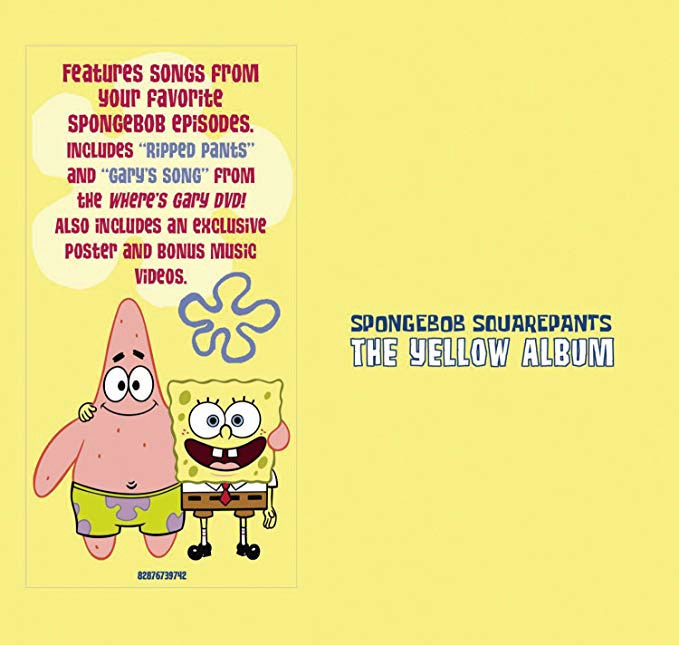 Features songs from
your favorite
SpongeBob episodes.
Includes “Ripped Pants”
and “Gary's Song” from
the Where's Gary DVD!
Also includes an exclusive
poster and bonus music
videos.
82876739742
SPONGEBOB SQUAREPANTS
THE YELLOW ALBUM